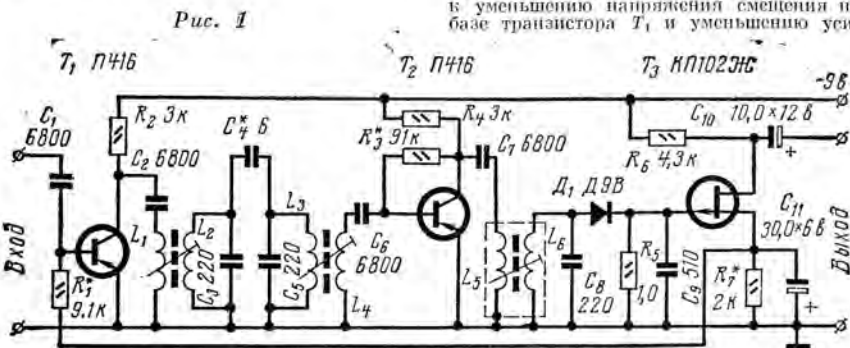 Рис. 1
к уменьшению напряжения смещения
базе транзистора T₁ и уменьшению уси
T₁ П416
T₂ П416
T₃ КП102Ж
-9в
C₁
6800
R₂ 3к
C₂ 6800
C₄* 6
R₄ 3к
R₃* 91к
C₇ 6800
C₁₀ 10,0×12в
+
R₆ 4,3к
Д₁ Д9В
L₁
L₂
L₃
L₄
C₃ 220
C₅ 220
C₆
6800
L₅
L₆
C₈
220
R₅
1,0
C₉ 510
C₁₁
30,0×6в
R₇*
2к
+
Вход
R₁*
9,1к
Выход